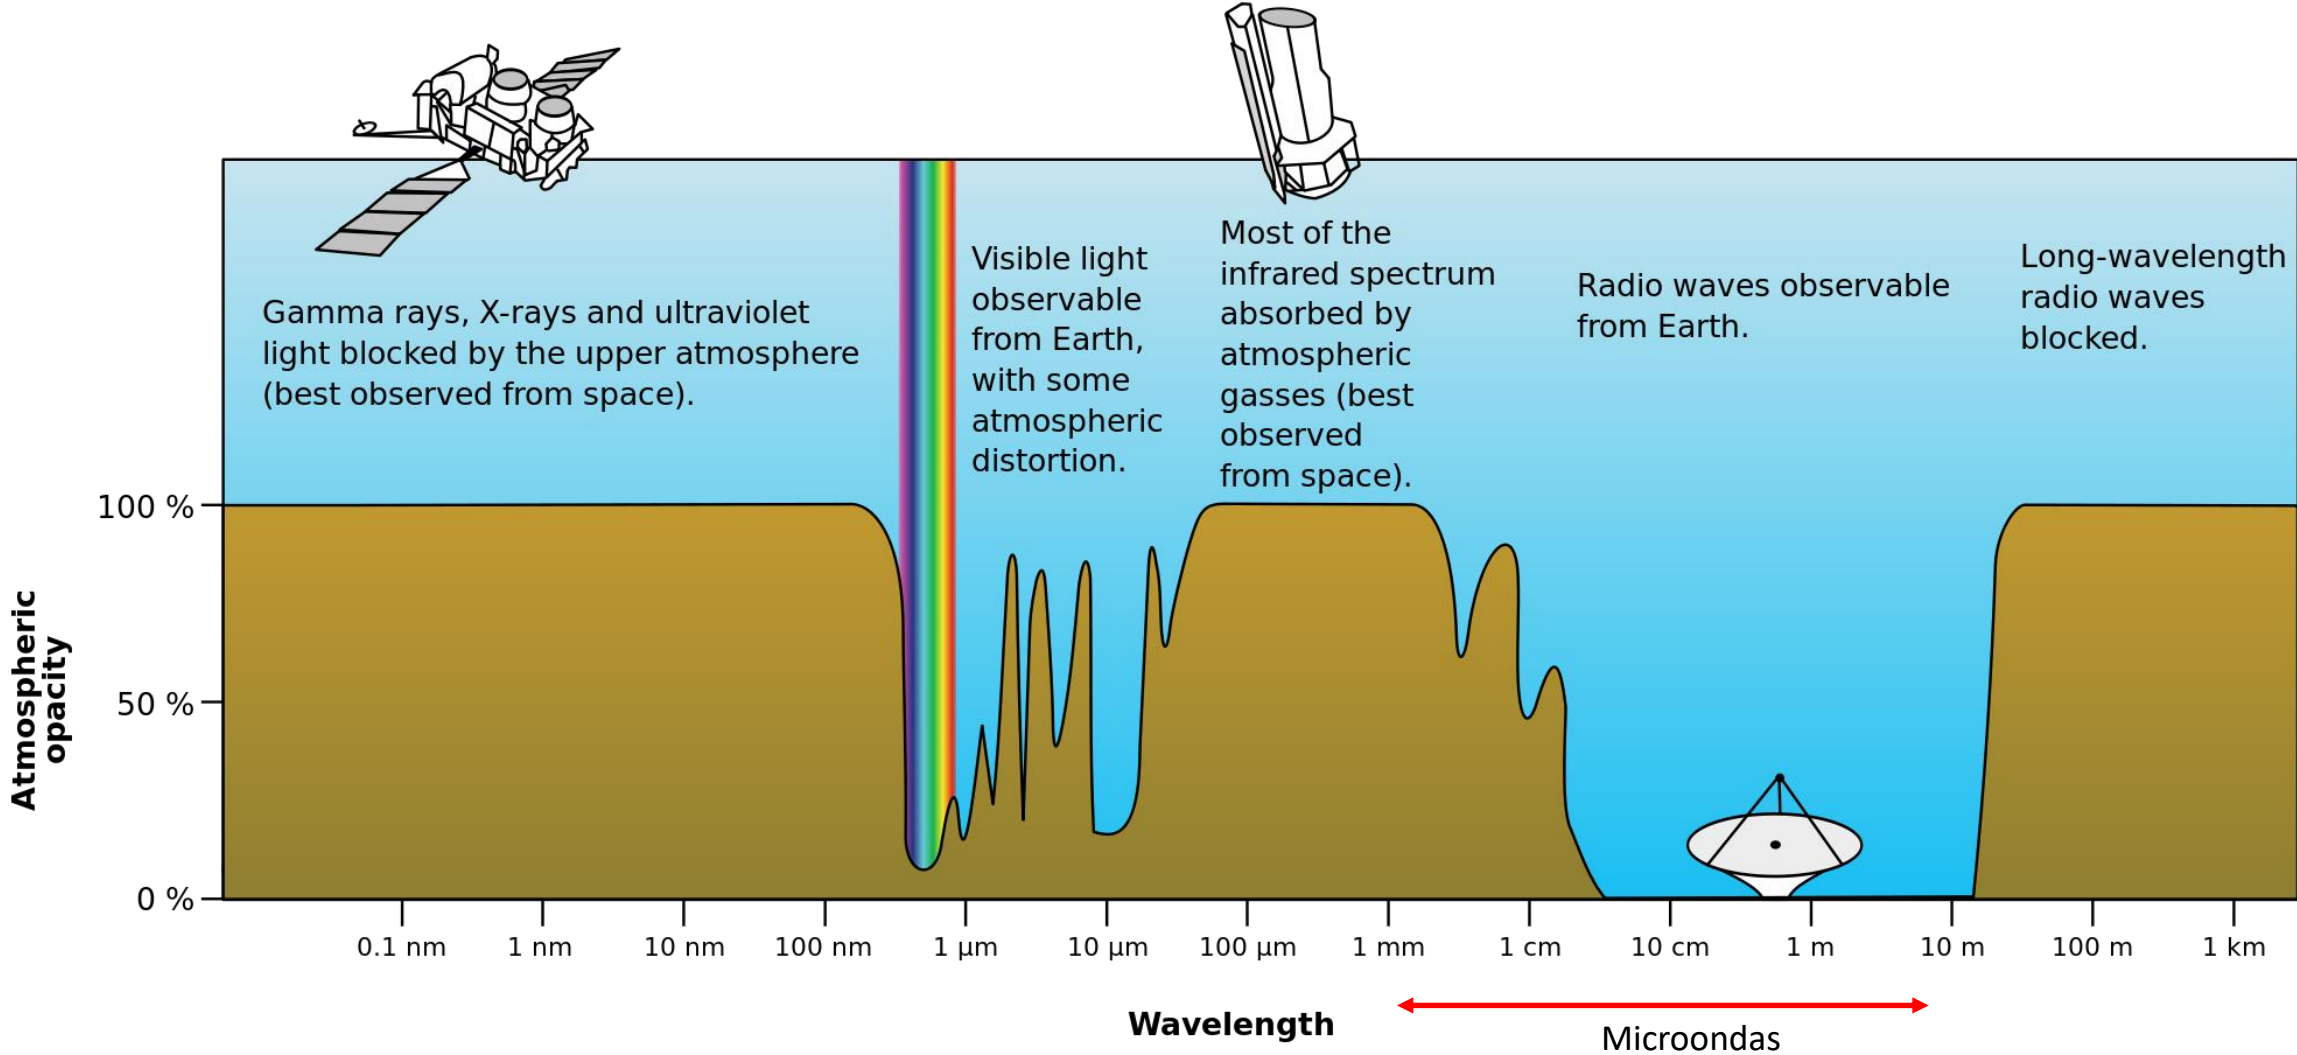 Gamma rays, X-rays and ultraviolet
light blocked by the upper atmosphere
(best observed from space).
Visible light
observable
from Earth,
with some
atmospheric
distortion.
Most of the
infrared spectrum
absorbed by
atmospheric
gasses (best
observed
from space).
Radio waves observable
from Earth.
Long-wavelength
radio waves
blocked.
Atmospheric
opacity
100 %
50 %
0 %
0.1 nm
1 nm
10 nm
100 nm
1 μm
10 μm
100 μm
1 mm
1 cm
10 cm
1 m
10 m
100 m
1 km
Wavelength
Microondas